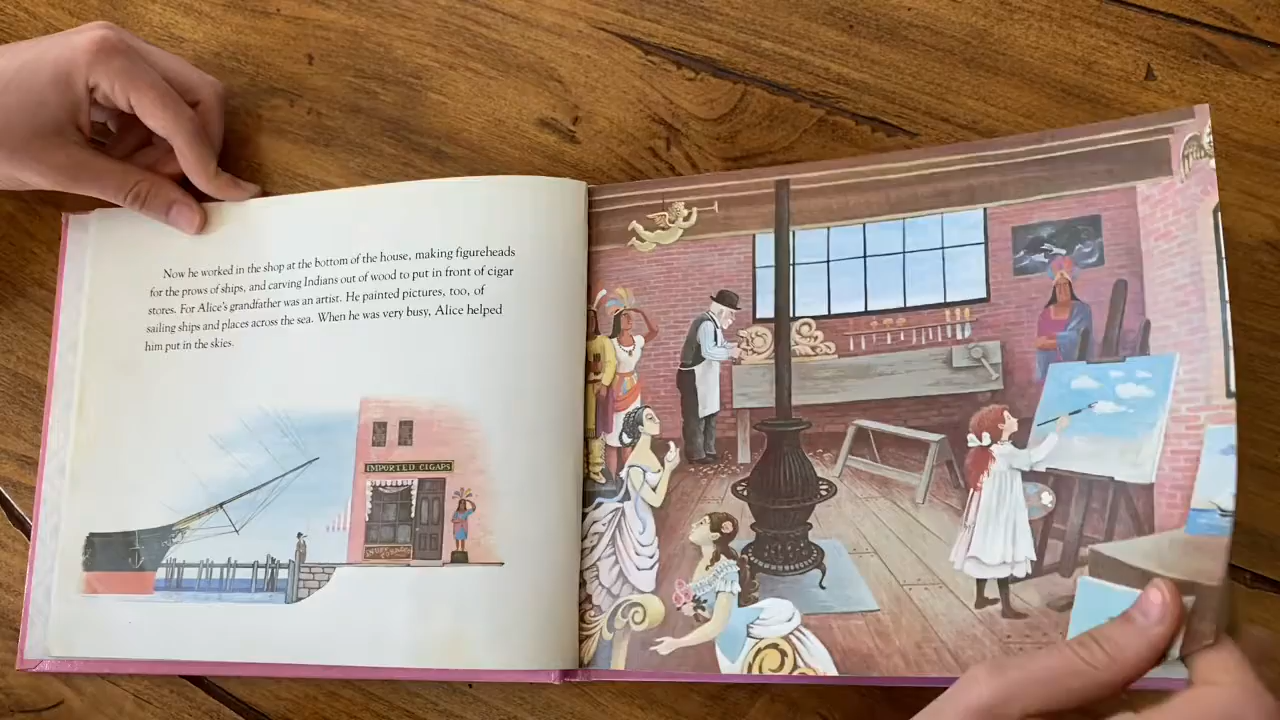 Now he worked in the shop at the bottom of the house, making figureheads
for the prows of ships, and carving Indians out of wood to put in front of cigar
stores. For Alice's grandfather was an artist. He painted pictures, too, of
sailing ships and places across the sea. When he was very busy, Alice helped
him put in the skies.
IMPORTED CIGARS